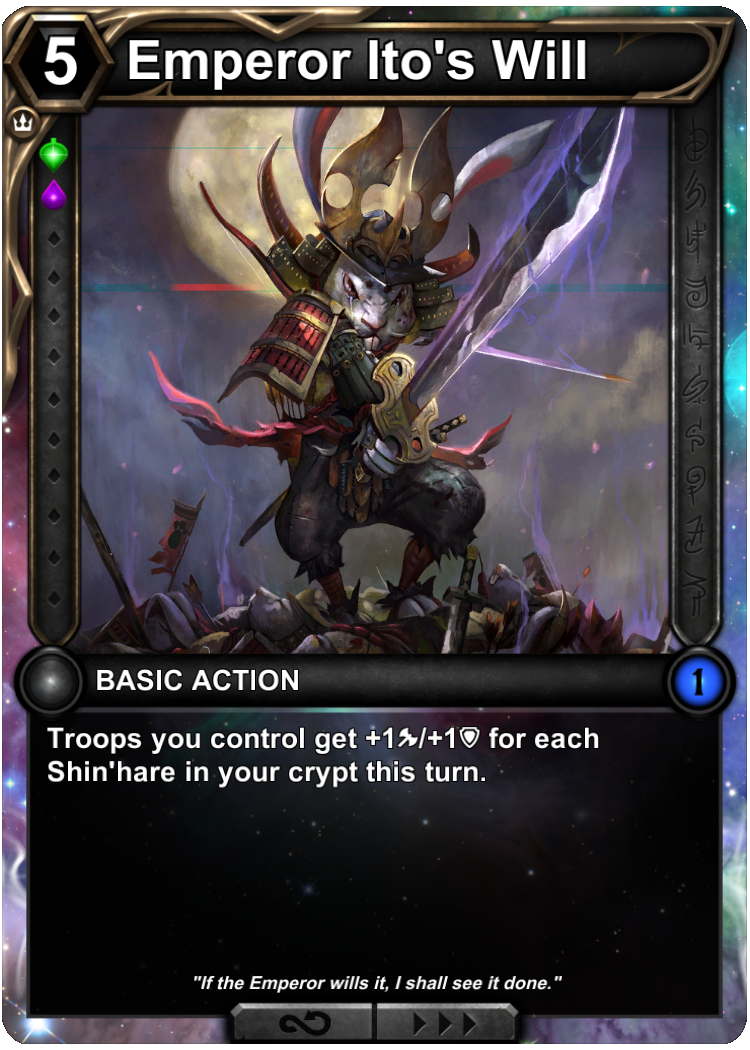 5 Emperor Ito's Will
BASIC ACTION
1
Troops you control get +1/+1 for each
Shin'hare in your crypt this turn.
"If the Emperor wills it, I shall see it done."